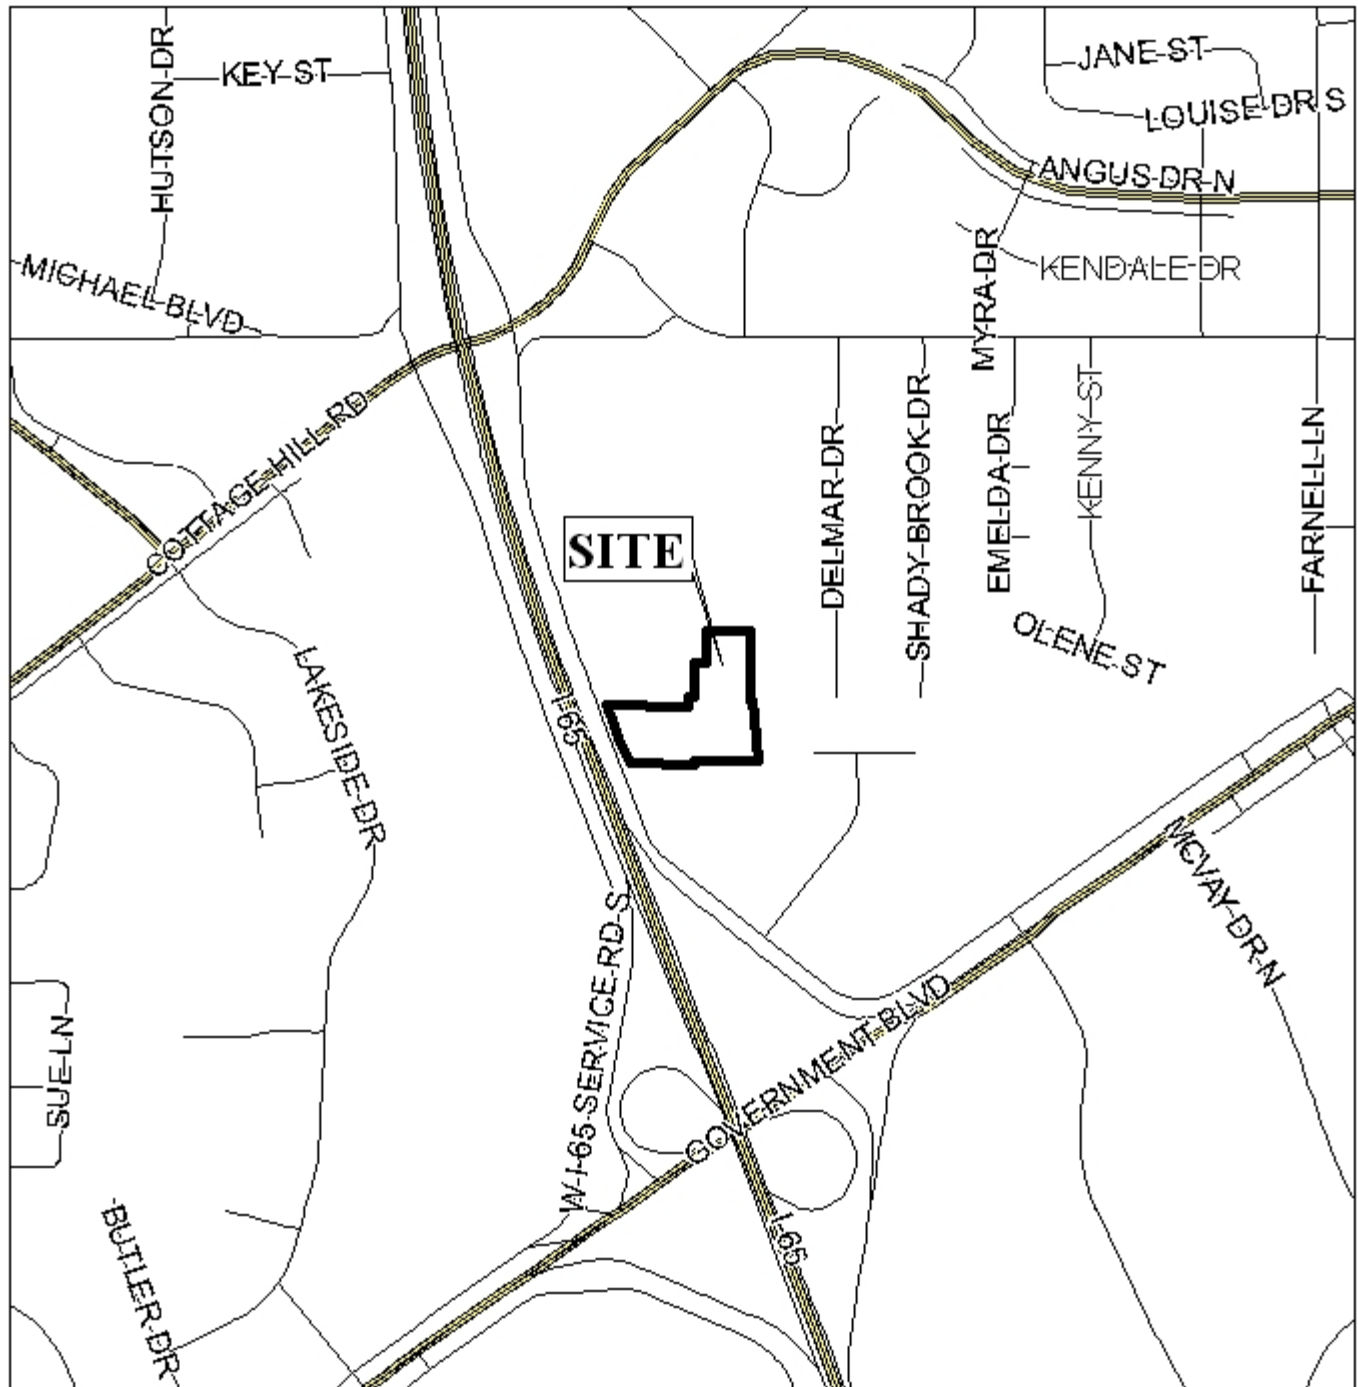 HUTSON DR
KEY ST
JANE ST
LOUISE DR S
ANGUS DR N
MICHAEL BLVD
MYRA DR
KENDALE DR
COTTAGE HILL RD
DELMAR DR
SHADY BROOK DR
EMELDA DR
KENNY ST
FARNELL LN
SITE
OLENE ST
LAKESIDE DR
I-65
MCVAY DR N
W I-65 SERVICE RD S
GOVERNMENT BLVD
SUE LN
I-65
BUTLER DR